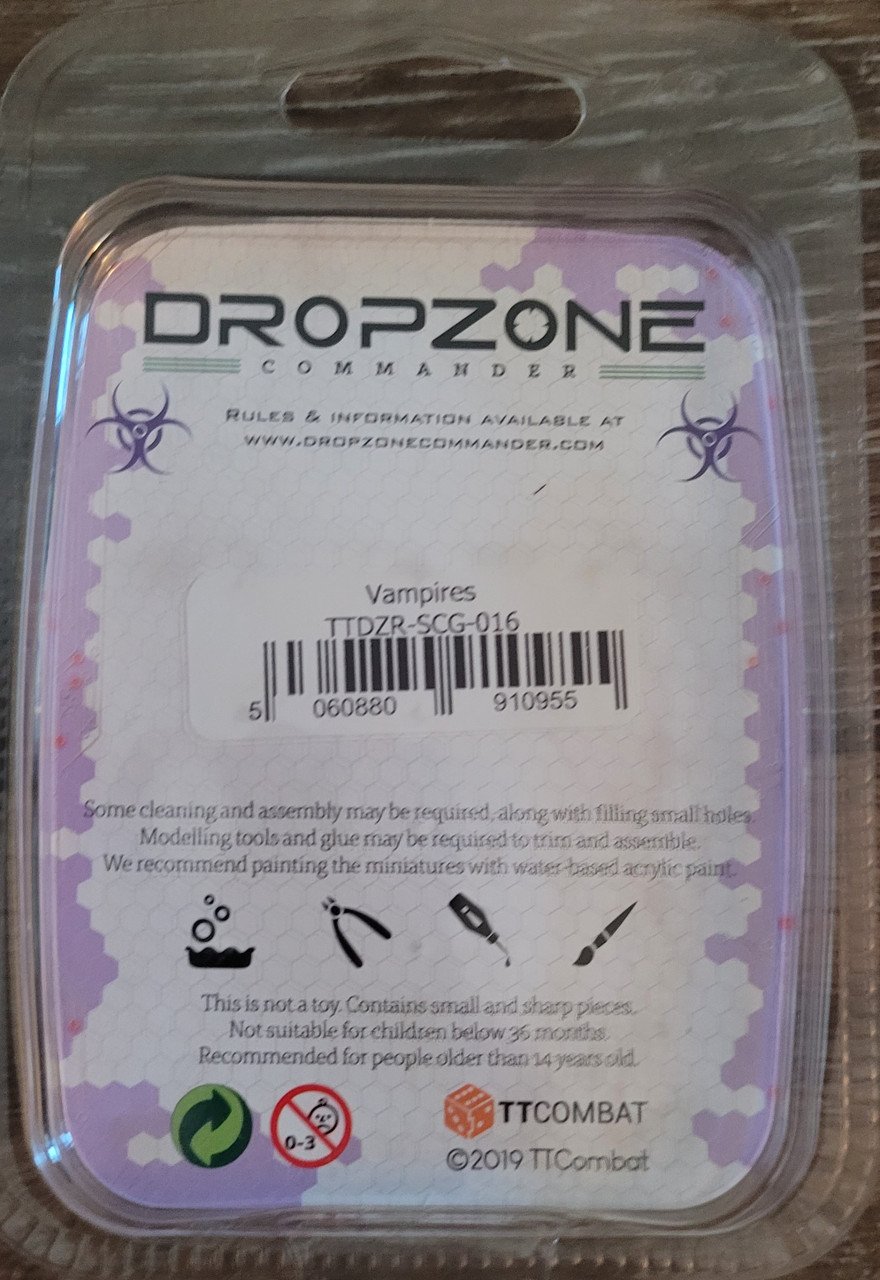 DROPZONE
COMMANDER
RULES & INFORMATION AVAILABLE AT
WWW.DROPZONECOMMANDER.COM
Vampires
TTDZR-SCG-016
5 060880 910955
Some cleaning and assembly may be required, along with filling small holes.
Modelling tools and glue may be required to trim and assemble.
We recommend painting the miniatures with water-based acrylic paint.
This is not a toy. Contains small and sharp pieces.
Not suitable for children below 36 months.
Recommended for people older than 14 years old.
0-3
TTCOMBAT
©2019 TTCombat